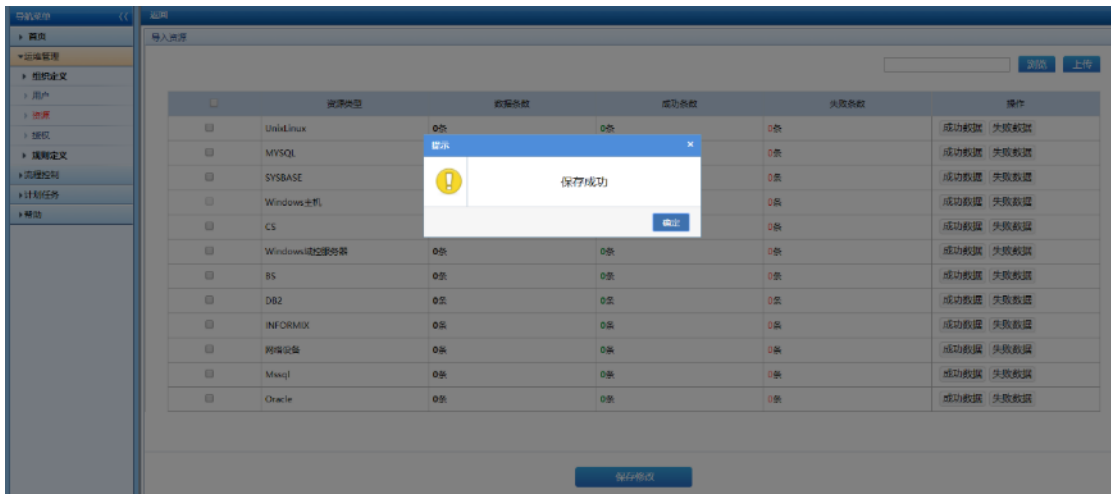 导航菜单 <<
返回
首页
导入资源
运维管理
浏览 上传
组织定义
用户
资源
授权
规则定义
流程控制
计划任务
帮助
资源类型 数据条数 成功条数 失败条数 操作
UnixLinux 0条 0条 0条 成功数据 失败数据
MYSQL 0条 成功数据 失败数据
SYSBASE 0条 成功数据 失败数据
Windows主机 0条 成功数据 失败数据
CS 0条 成功数据 失败数据
Windows域控服务器 0条 0条 0条 成功数据 失败数据
BS 0条 0条 0条 成功数据 失败数据
DB2 0条 0条 0条 成功数据 失败数据
INFORMIX 0条 0条 0条 成功数据 失败数据
网络设备 0条 0条 0条 成功数据 失败数据
Mssql 0条 0条 0条 成功数据 失败数据
Oracle 0条 0条 0条 成功数据 失败数据
提示 ×
保存成功
确定
保存修改